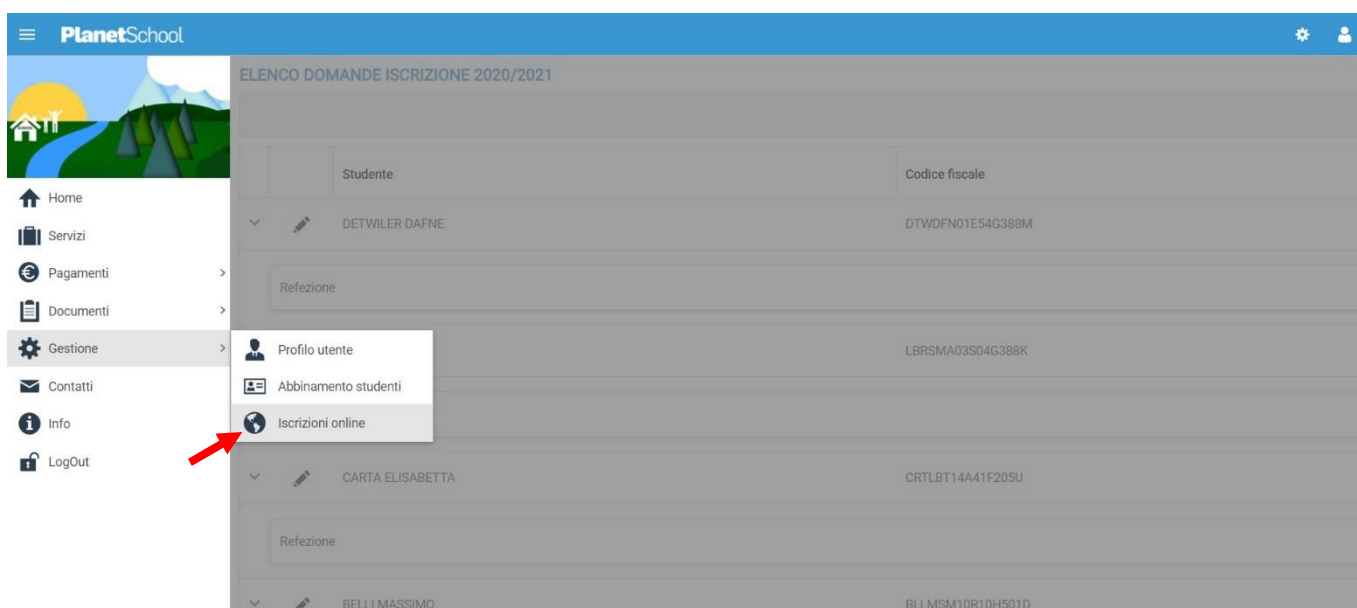 PlanetSchool
ELENCO DOMANDE ISCRIZIONE 2020/2021
Studente Codice fiscale
Home
DETWILER DAFNE DTWDFN01E54G388M
Servizi
Pagamenti
Refezione
Documenti
Gestione
Profilo utente
LBRSMA03S04G388K
Contatti
Abbinamento studenti
Info
Iscrizioni online
LogOut
CARTA ELISABETTA CRTLBT14A41F205U
Refezione
BELLI MASSIMO BLLMSM10R10H501D